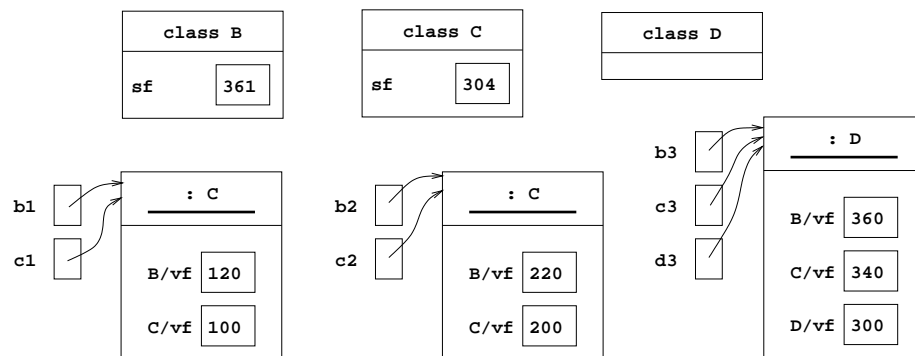 class B
sf 361
class C
sf 304
class D
b1
c1
: C
B/vf 120
C/vf 100
b2
c2
: C
B/vf 220
C/vf 200
b3
c3
d3
: D
B/vf 360
C/vf 340
D/vf 300